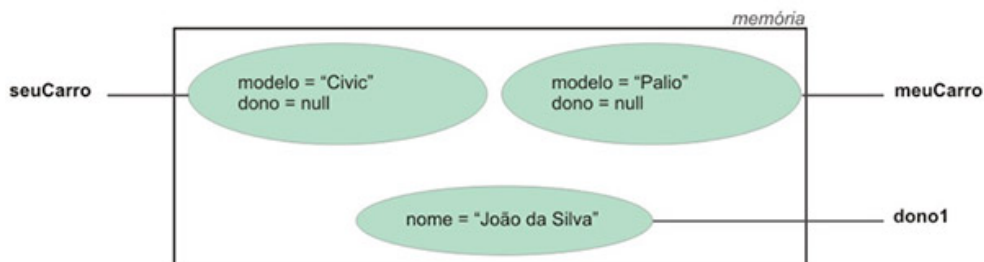 memória
seuCarro
modelo = “Civic”
dono = null
modelo = “Palio”
dono = null
meuCarro
nome = “João da Silva”
dono1